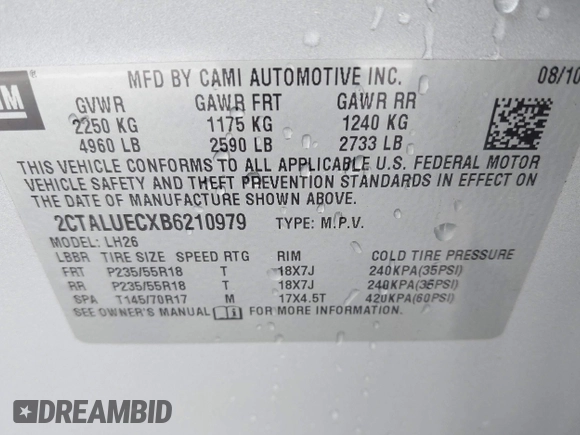 MFD BY CAMI AUTOMOTIVE INC. 08/10
GM
GVWR GAWR FRT GAWR RR
2250 KG 1175 KG 1240 KG
4960 LB 2590 LB 2733 LB
THIS VEHICLE CONFORMS TO ALL APPLICABLE U.S. FEDERAL MOTOR
VEHICLE SAFETY AND THEFT PREVENTION STANDARDS IN EFFECT ON
THE DATE OF MANUFACTURE SHOWN ABOVE.
2CTALUECXB6210979 TYPE: M.P.V.
MODEL: LH26
LBBR TIRE SIZE SPEED RTG RIM COLD TIRE PRESSURE
FRT P235/55R18 T 18X7J 240KPA(35PSI)
RR P235/55R18 T 18X7J 240KPA(35PSI)
SPA T145/70R17 M 17X4.5T 420KPA(60PSI)
SEE OWNER'S MANUAL FOR MORE INFORMATION.
DREAMBID